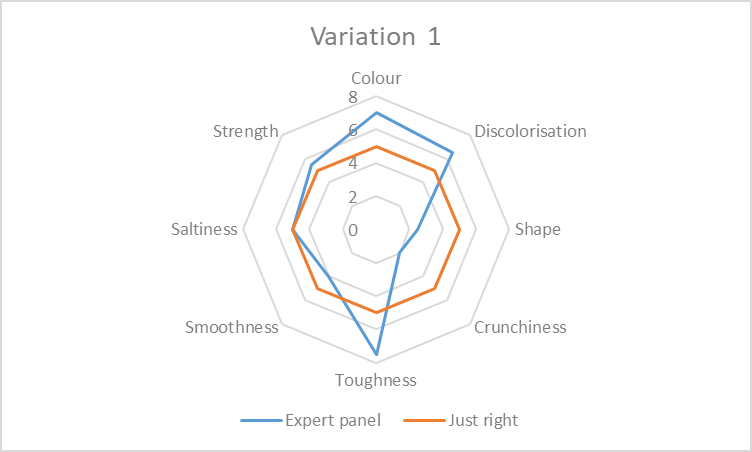 Variation 1
Colour
8
Strength
Discolorisation
6
4
2
Saltiness
0
Shape
Smoothness
Crunchiness
Toughness
Expert panel
Just right